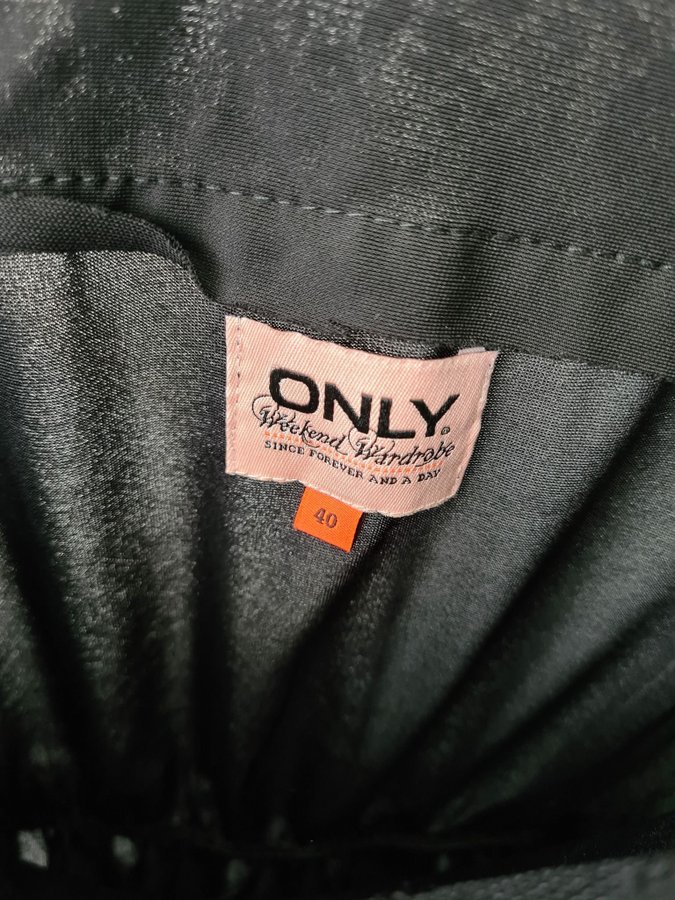 ONLY®
Weekend Wardrobe
SINCE FOREVER AND A DAY
40